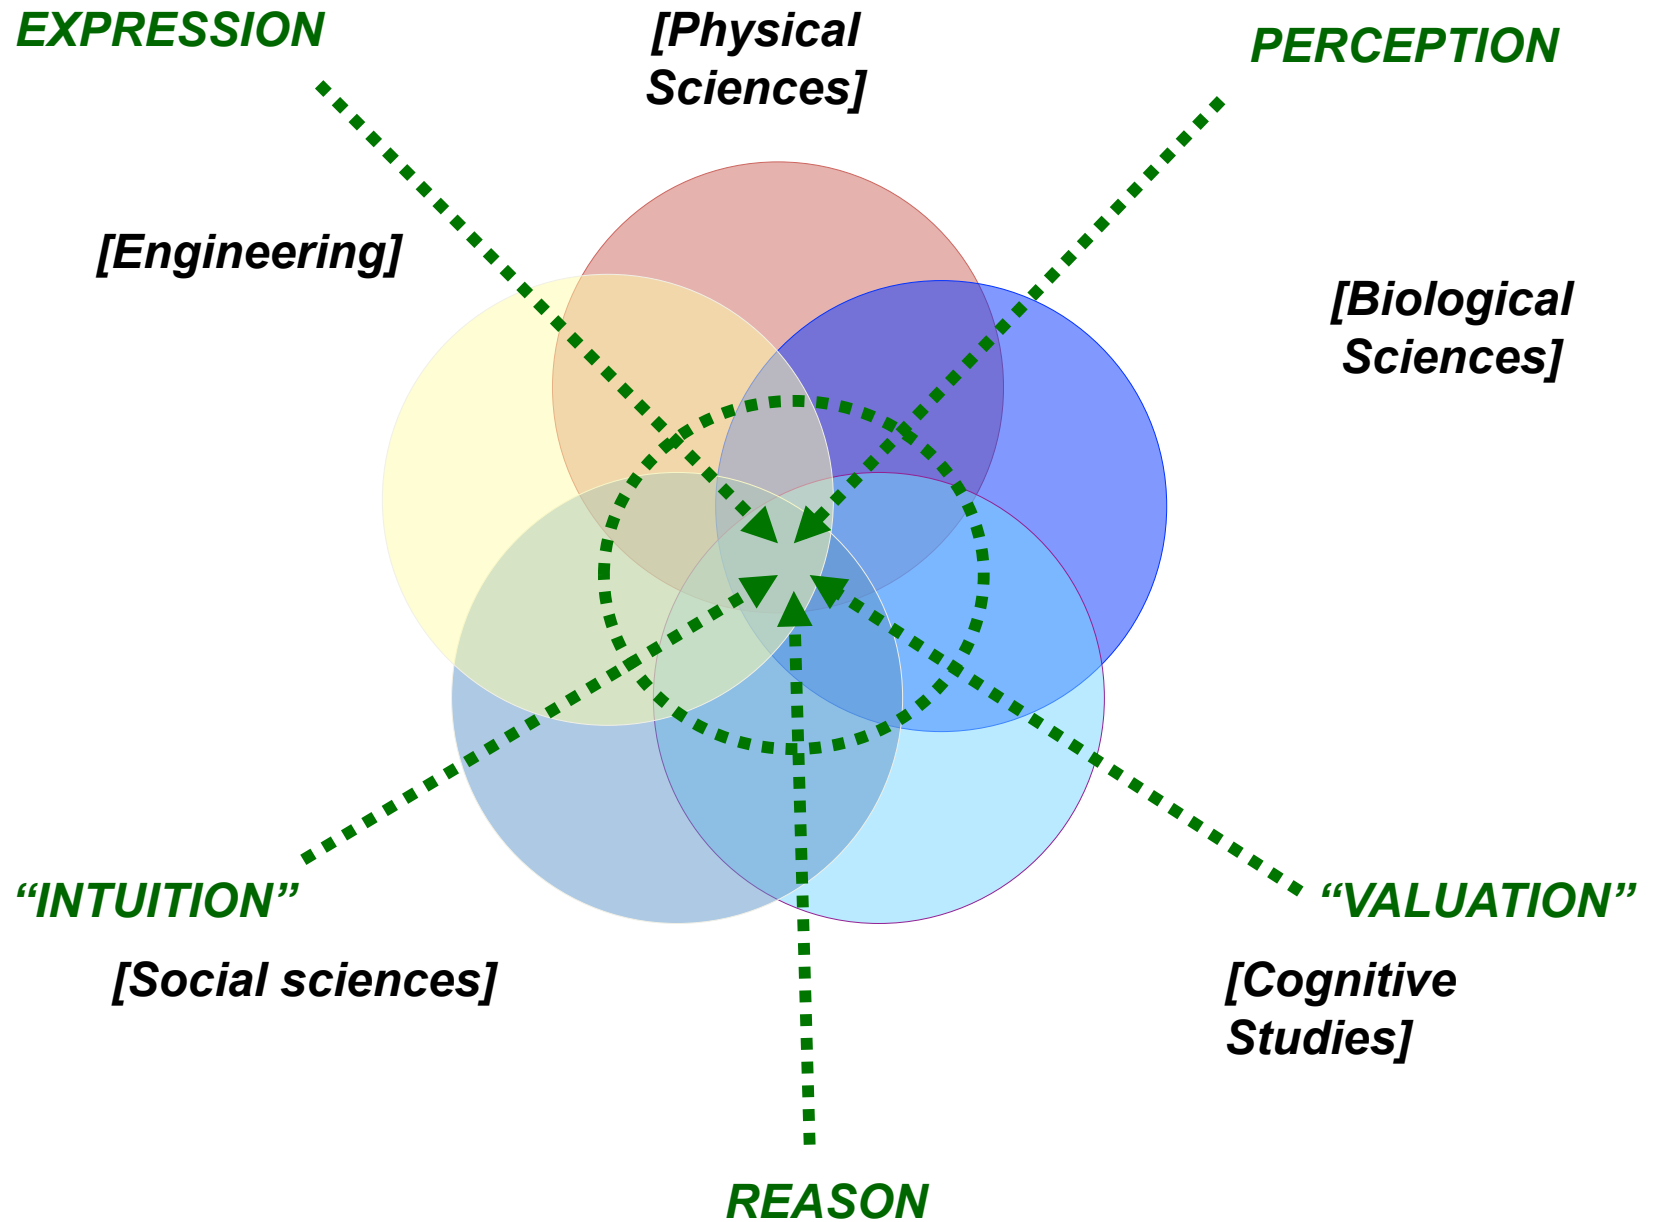 EXPRESSION
[Physical
Sciences]
PERCEPTION
[Engineering]
[Biological
Sciences]
“INTUITION”
“VALUATION”
[Social sciences]
[Cognitive
Studies]
REASON